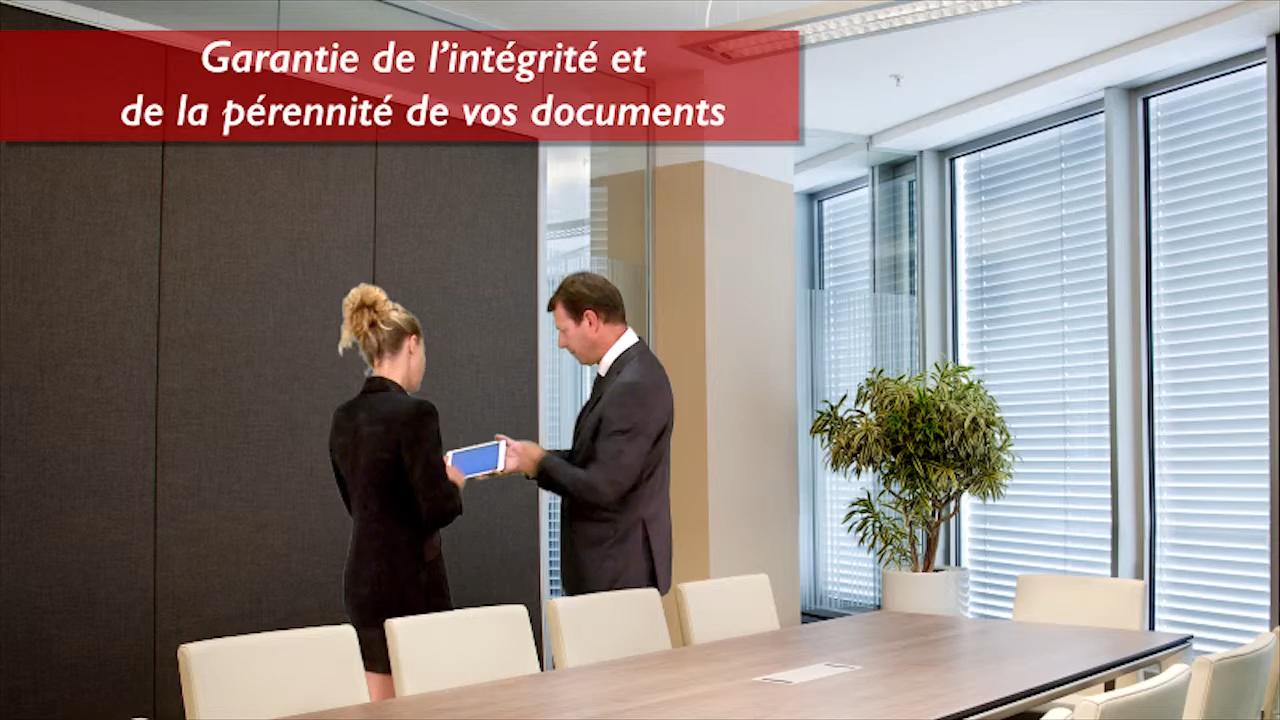 Garantie de l’intégrité et
de la pérennité de vos documents